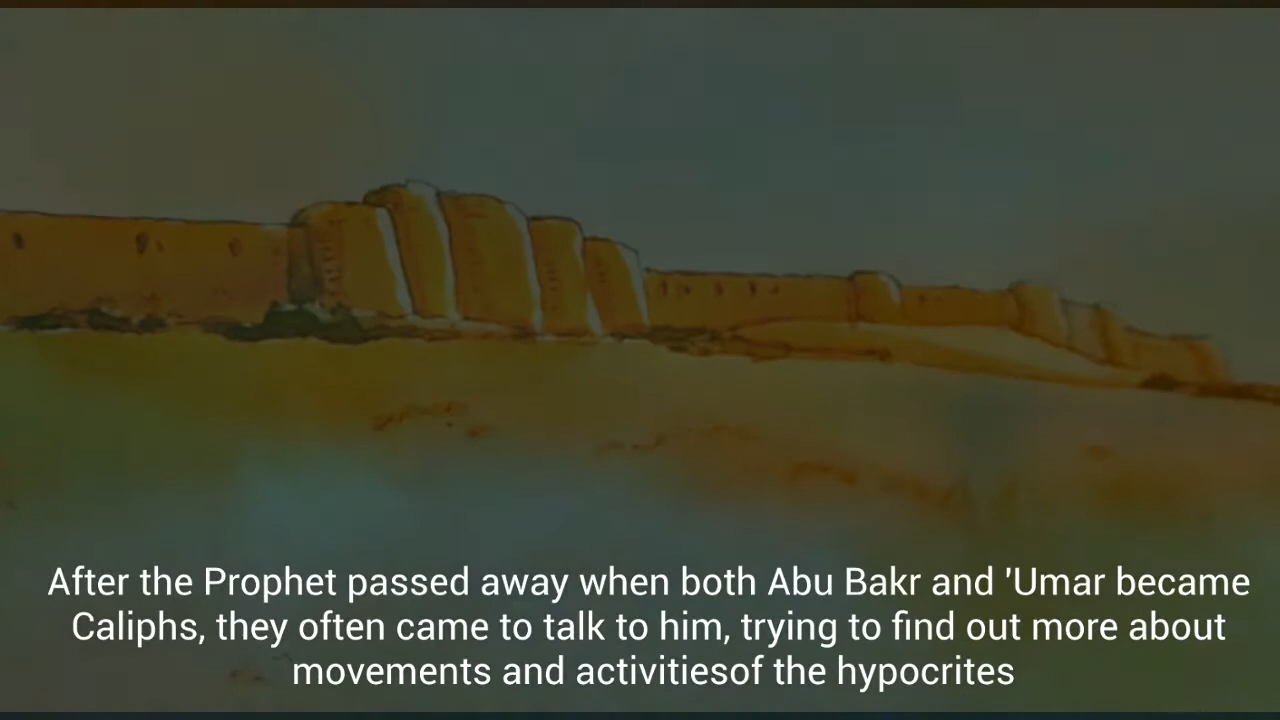 After the Prophet passed away when both Abu Bakr and 'Umar became
Caliphs, they often came to talk to him, trying to find out more about
movements and activitiesof the hypocrites